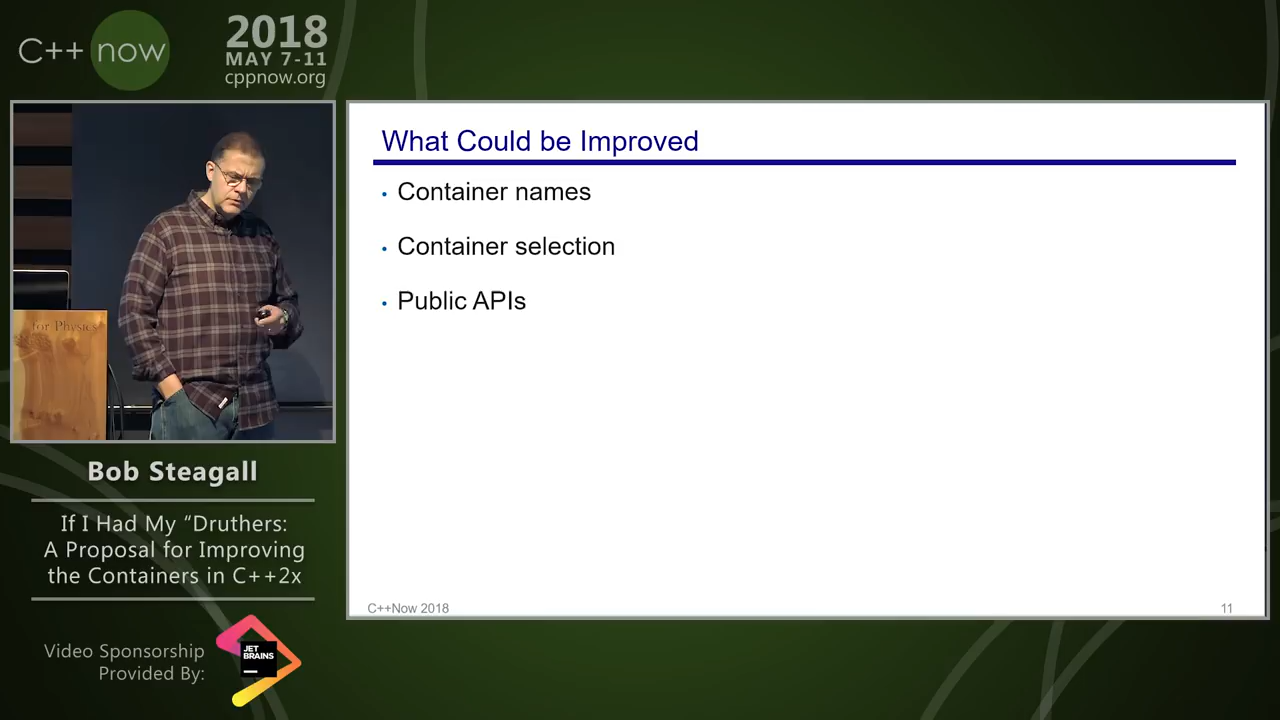 C++ now
2018
MAY 7-11
cppnow.org
for Physics
What Could be Improved
• Container names
• Container selection
• Public APIs
C++Now 2018
11
Bob Steagall
If I Had My “Druthers:
A Proposal for Improving
the Containers in C++2x
Video Sponsorship
Provided By:
JET
BRAINS